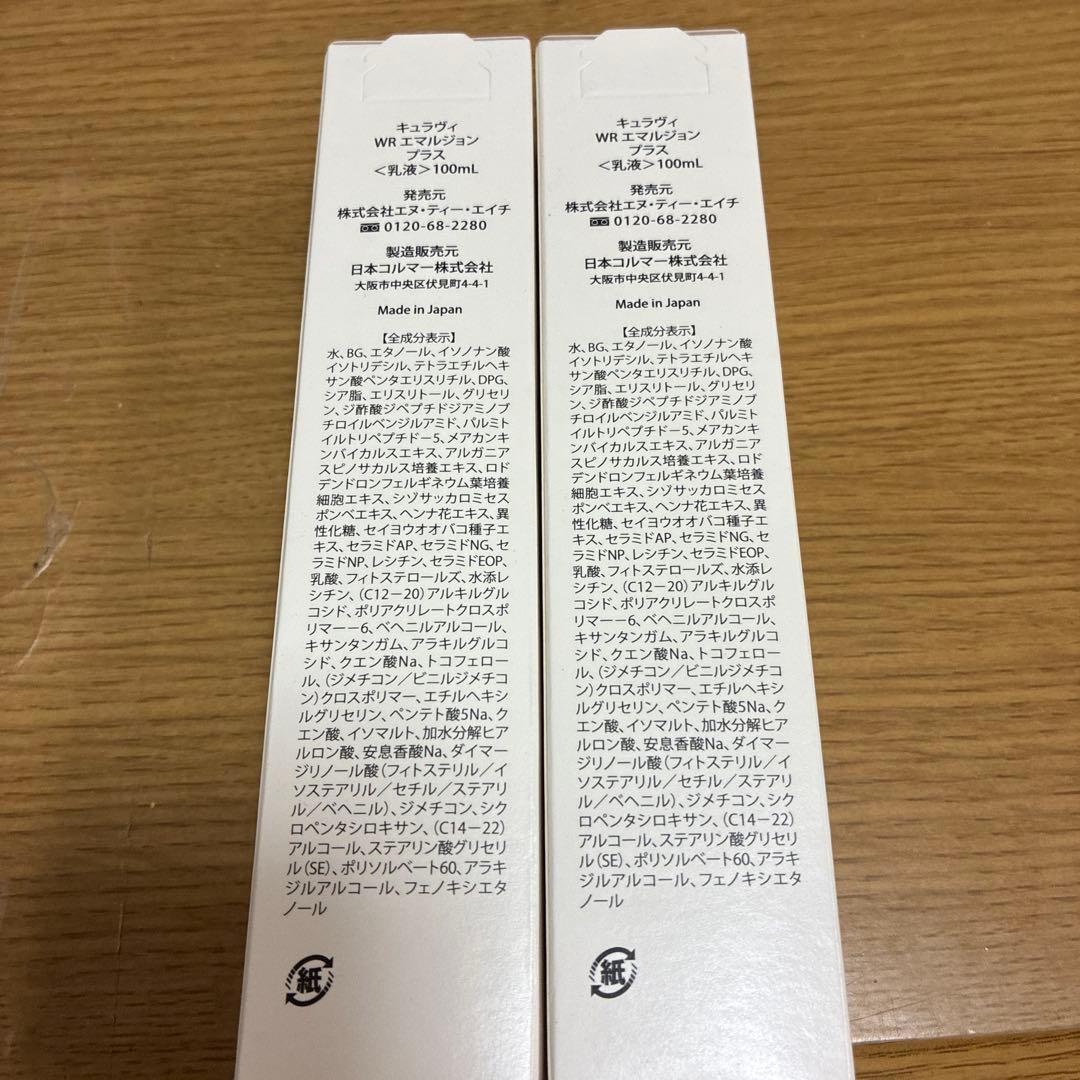 キュラヴィ
WR エマルジョン
プラス
＜乳液＞100mL
発売元
株式会社エヌ・ティー・エイチ
0120-68-2280
製造販売元
日本コルマー株式会社
大阪市中央区伏見町4-4-1
Made in Japan
【全成分表示】
水、BG、エタノール、イソノナン酸
イソトリデシル、テトラエチルヘキ
サン酸ペンタエリスリチル、DPG、
シア脂、エリスリトール、グリセリ
ン、ジ酢酸ジペプチドジアミノブ
チロイルベンジルアミド、パルミト
イルトリペプチド－5、メアカンキ
ンバイカルスエキス、アルガニア
スピノサカルス培養エキス、ロド
デンドロンフェルギネウム葉培養
細胞エキス、シゾサッカロミセス
ポンベエキス、ヘンナ花エキス、異
性化糖、セイヨウオオバコ種子エ
キス、セラミドAP、セラミドNG、セ
ラミドNP、レシチン、セラミドEOP、
乳酸、フィトステロールズ、水添レ
シチン、（C12－20）アルキルグル
コシド、ポリアクリレートクロスポ
リマー－6、ベヘニルアルコール、
キサンタンガム、アラキルグルコ
シド、クエン酸Na、トコフェロー
ル、（ジメチコン／ビニルジメチコ
ン）クロスポリマー、エチルヘキシ
ルグリセリン、ペンテト酸5Na、ク
エン酸、イソマルト、加水分解ヒア
ルロン酸、安息香酸Na、ダイマー
ジリノール酸（フィトステリル／イ
ソステアリル／セチル／ステアリ
ル／ベヘニル）、ジメチコン、シク
ロペンタシロキサン、（C14－22）
アルコール、ステアリン酸グリセリ
ル（SE）、ポリソルベート60、アラキ
ジルアルコール、フェノキシエタ
ノール
紙
キュラヴィ
WR エマルジョン
プラス
＜乳液＞100mL
発売元
株式会社エヌ・ティー・エイチ
0120-68-2280
製造販売元
日本コルマー株式会社
大阪市中央区伏見町4-4-1
Made in Japan
【全成分表示】
水、BG、エタノール、イソノナン酸
イソトリデシル、テトラエチルヘキ
サン酸ペンタエリスリチル、DPG、
シア脂、エリスリトール、グリセリ
ン、ジ酢酸ジペプチドジアミノブ
チロイルベンジルアミド、パルミト
イルトリペプチド－5、メアカンキ
ンバイカルスエキス、アルガニア
スピノサカルス培養エキス、ロド
デンドロンフェルギネウム葉培養
細胞エキス、シゾサッカロミセス
ポンベエキス、ヘンナ花エキス、異
性化糖、セイヨウオオバコ種子エ
キス、セラミドAP、セラミドNG、セ
ラミドNP、レシチン、セラミドEOP、
乳酸、フィトステロールズ、水添レ
シチン、（C12－20）アルキルグル
コシド、ポリアクリレートクロスポ
リマー－6、ベヘニルアルコール、
キサンタンガム、アラキルグルコ
シド、クエン酸Na、トコフェロー
ル、（ジメチコン／ビニルジメチコ
ン）クロスポリマー、エチルヘキシ
ルグリセリン、ペンテト酸5Na、ク
エン酸、イソマルト、加水分解ヒア
ルロン酸、安息香酸Na、ダイマー
ジリノール酸（フィトステリル／イ
ソステアリル／セチル／ステアリ
ル／ベヘニル）、ジメチコン、シク
ロペンタシロキサン、（C14－22）
アルコール、ステアリン酸グリセリ
ル（SE）、ポリソルベート60、アラキ
ジルアルコール、フェノキシエタ
ノール
紙